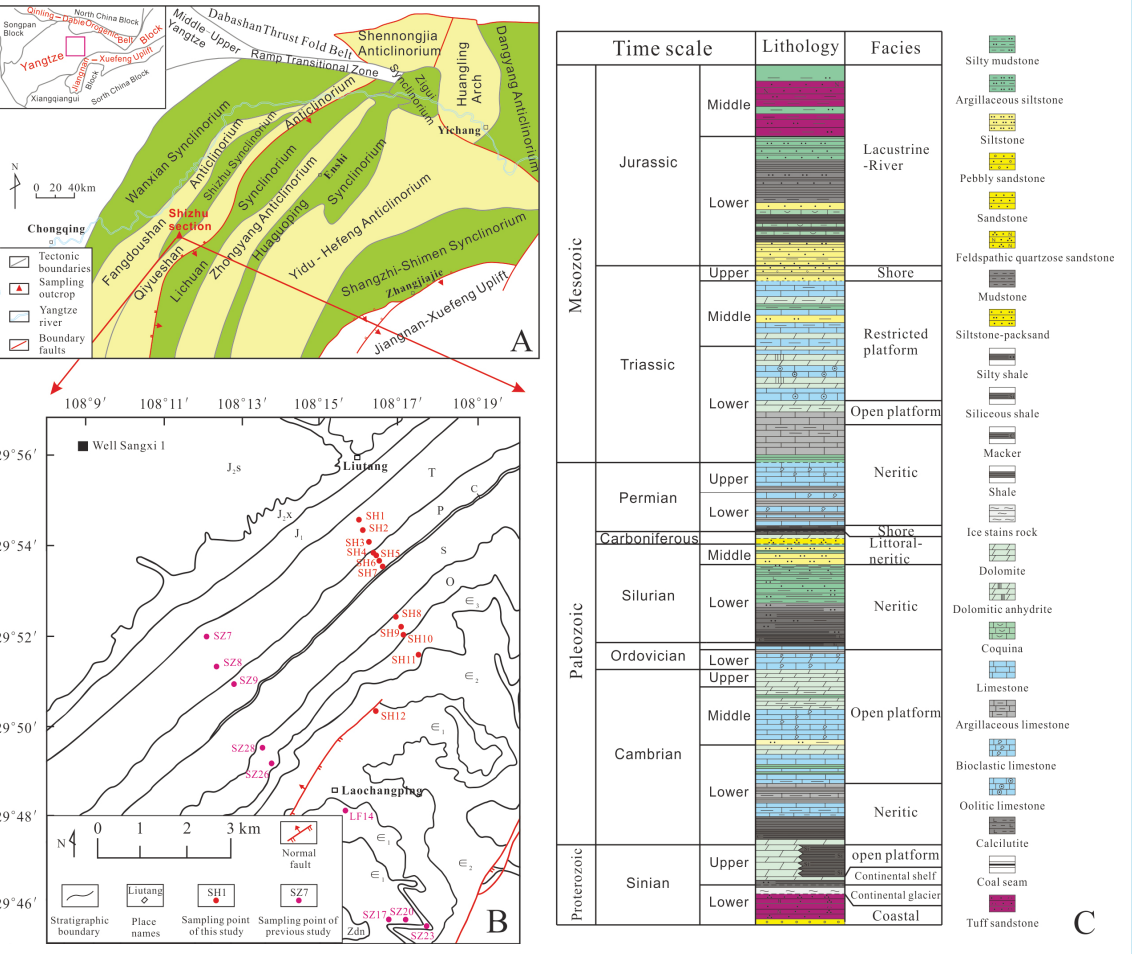 North China Block
Qinling-Dabie Orogenic Belt
Songpan
Block
Block
Yangtze
Xuefeng Uplift
Jiangnan
Block
Xiangqiangui
Sorth China Block
Dabashan Thrust Fold Belt
Middle-Upper
Yangtze
Ramp Transitional Zone
Shennongjia
Anticlinorium
Huangling
Arch
Dangyang Anticlinorium
Zigui
Synclinorium
Yichang
Wanxian Synclinorium
Anticlinorium
Fangdoushan
Shizhu Synclinorium
Anticlinorium
Qiyueshan
Synclinorium
Lichuan
Zhongyang Anticlinorium
Enshi
Synclinorium
Huaguoping
Yidu - Hefeng Anticlinorium
Shangzhi-Shimen Synclinorium
Zhangjiajie
Jiangnan-Xuefeng Uplift
Shizhu
section
Chongqing
N
0 20 40km
Tectonic
boundaries
Sampling
outcrop
Yangtze
river
Boundary
faults
A
108°9′ 108°11′ 108°13′ 108°15′ 108°17′ 108°19′
29°56′
29°54′
29°52′
29°50′
29°48′
29°46′
Well Sangxi 1
J₂s
J₂x
J₁
T
P
C
S
O
∈₃
∈₂
∈₁
∈₁
∈₂
∈₁
Zdn
Liutang
SH1
SH2
SH3
SH4
SH5
SH6
SH7
SH8
SH9
SH10
SH11
SH12
SZ7
SZ8
SZ9
SZ28
SZ26
Laochangping
LF14
SZ17
SZ20
SZ23
N
0 1 2 3 km
Normal
fault
Stratigraphic
boundary
Liutang
Place
names
SH1
Sampling point
of this study
SZ7
Sampling point of
previous study
B
Time scale
Lithology
Facies
Mesozoic
Jurassic
Middle
Lower
Lacustrine
-River
Triassic
Upper
Shore
Middle
Lower
Restricted
platform
Open platform
Neritic
Paleozoic
Permian
Upper
Lower
Carboniferous
Shore
Littoral-
neritic
Silurian
Middle
Lower
Neritic
Ordovician
Lower
Cambrian
Upper
Middle
Lower
Open platform
Neritic
Proterozoic
Sinian
Upper
Lower
open platform
Continental shelf
Continental glacier
Coastal
Silty mudstone
Argillaceous siltstone
Siltstone
Pebbly sandstone
Sandstone
Feldspathic quartzose sandstone
Mudstone
Siltstone-packsand
Silty shale
Siliceous shale
Macker
Shale
Ice stains rock
Dolomite
Dolomitic anhydrite
Coquina
Limestone
Argillaceous limestone
Bioclastic limestone
Oolitic limestone
Calcilutite
Coal seam
Tuff sandstone
C